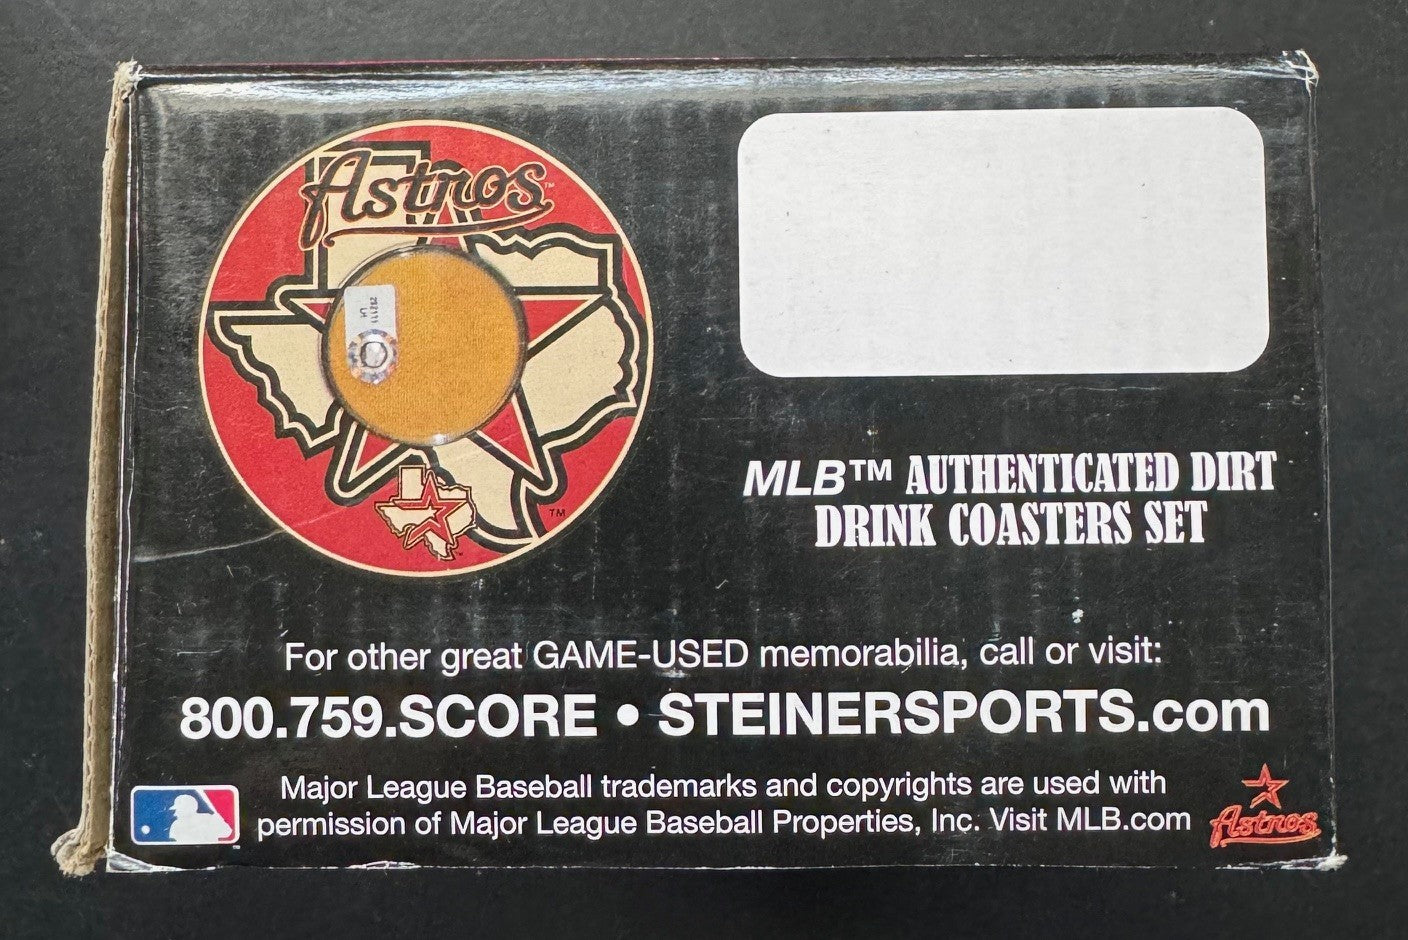 Astros
MLB™ AUTHENTICATED DIRT
DRINK COASTERS SET
For other great GAME-USED memorabilia, call or visit:
800.759.SCORE • STEINERSPORTS.com
Major League Baseball trademarks and copyrights are used with
permission of Major League Baseball Properties, Inc. Visit MLB.com
Astros